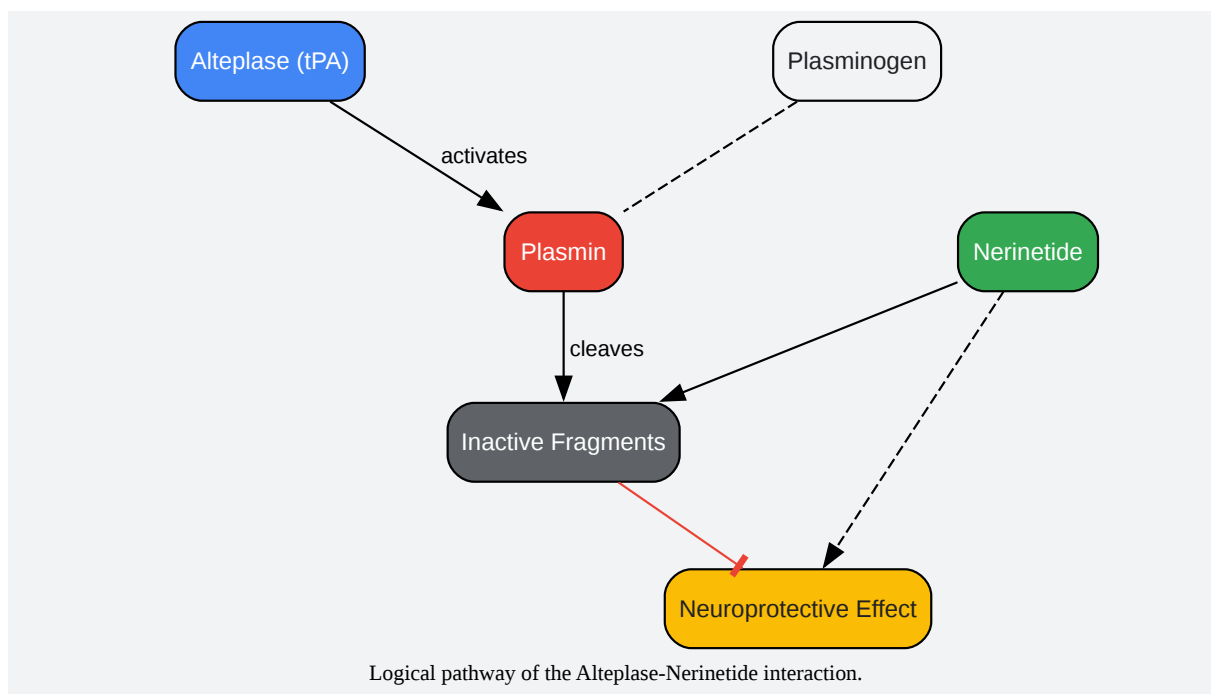 Alteplase (tPA)
Plasminogen
activates
Plasmin
Nerinetide
cleaves
Inactive Fragments
Neuroprotective Effect
Logical pathway of the Alteplase-Nerinetide interaction.